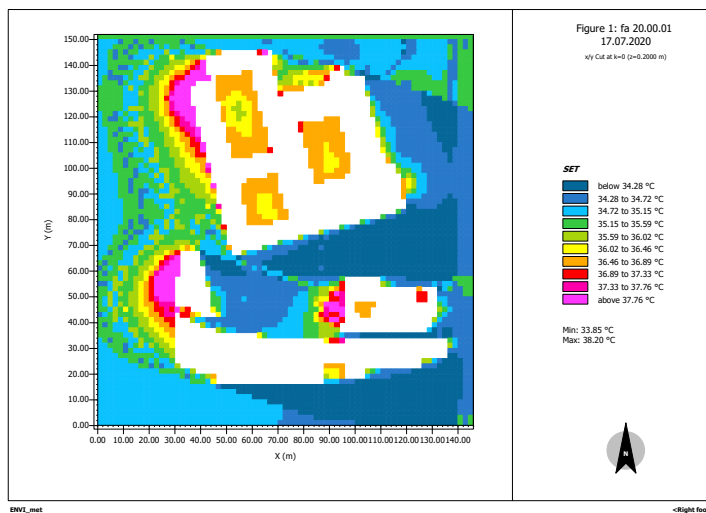 Figure 1: fa 20.00.01
17.07.2020
x/y Cut at k=0 (z=0.2000 m)
150.00
140.00
130.00
120.00
110.00
100.00
90.00
80.00
70.00
60.00
50.00
40.00
30.00
20.00
10.00
0.00
Y (m)
0.00 10.00 20.00 30.00 40.00 50.00 60.00 70.00 80.00 90.00 100.00 110.00 120.00 130.00 140.00
X (m)
SET
below 34.28 °C
34.28 to 34.72 °C
34.72 to 35.15 °C
35.15 to 35.59 °C
35.59 to 36.02 °C
36.02 to 36.46 °C
36.46 to 36.89 °C
36.89 to 37.33 °C
37.33 to 37.76 °C
above 37.76 °C
Min: 33.85 °C
Max: 38.20 °C
N
ENVI_met
<Right foo